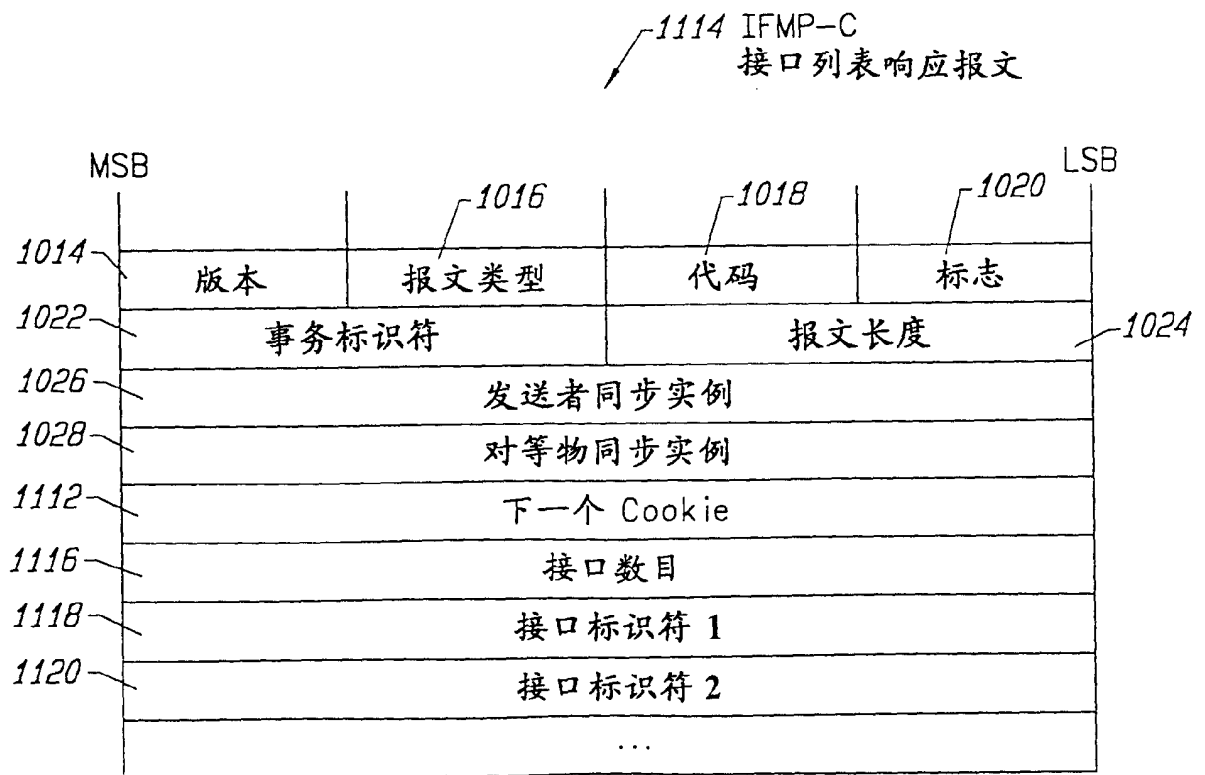 1114 IFMP-C
接口列表响应报文
MSB
LSB
1016
1018
1020
1014
版本
报文类型
代码
标志
1022
事务标识符
报文长度
1024
1026
发送者同步实例
1028
对等物同步实例
1112
下一个 Cookie
1116
接口数目
1118
接口标识符 1
1120
接口标识符 2
...